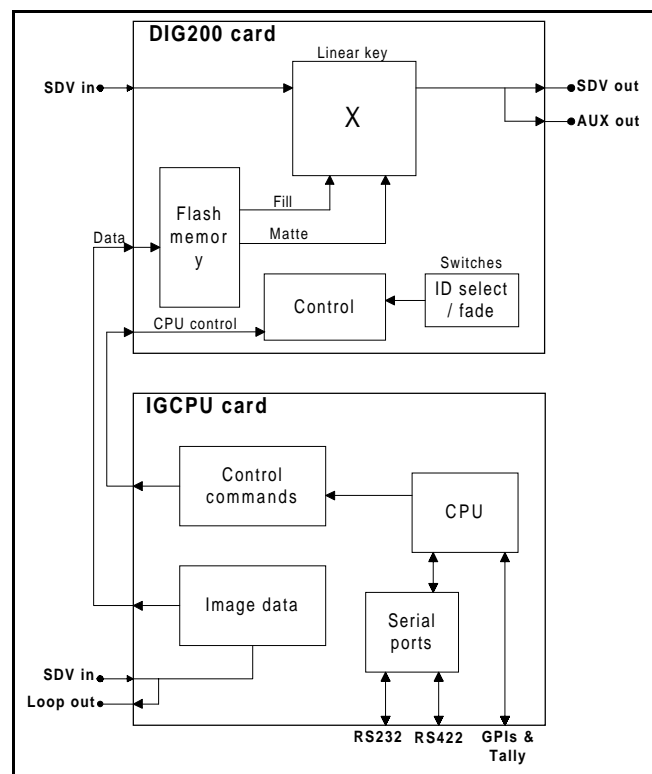 DIG200 card
Linear key
SDV in
X
SDV out
AUX out
Fill
Flash
memor
y
Matte
Data
Switches
ID select
/ fade
Control
CPU control
IGCPU card
Control
commands
CPU
Image data
Serial
ports
SDV in
Loop out
RS232
RS422
GPIs &
Tally